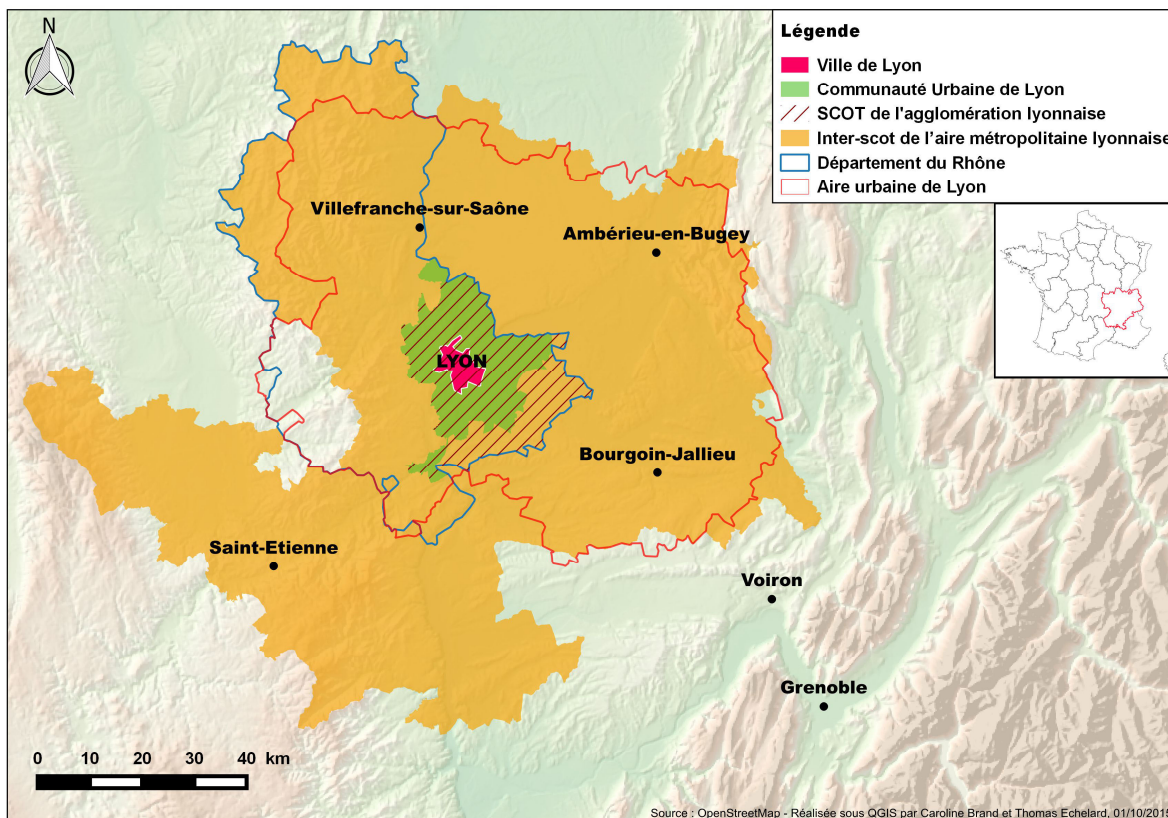 N
Légende
Ville de Lyon
Communauté Urbaine de Lyon
SCOT de l'agglomération lyonnaise
Inter-scot de l’aire métropolitaine lyonnaise
Département du Rhône
Aire urbaine de Lyon
Villefranche-sur-Saône
Ambérieu-en-Bugey
LYON
Bourgoin-Jallieu
Saint-Etienne
Voiron
Grenoble
0 10 20 30 40 km
Source : OpenStreetMap - Réalisée sous QGIS par Caroline Brand et Thomas Echelard, 01/10/2015